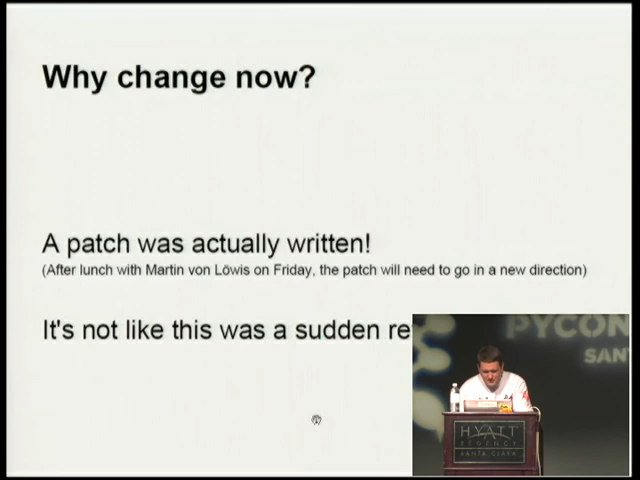 Why change now?
A patch was actually written!
(After lunch with Martin von Löwis on Friday, the patch will need to go in a new direction)
It's not like this was a sudden re
PYCON
SANT
HYATT
REGENCY
SANTA CLARA